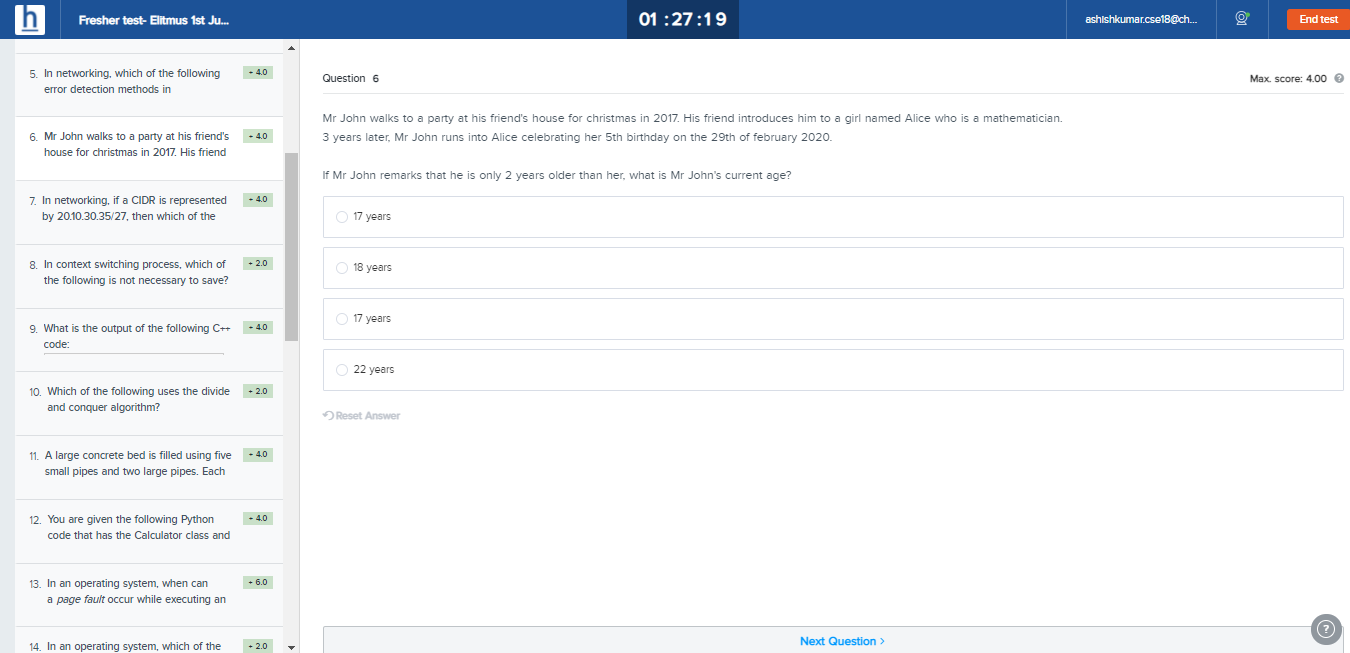 h
Fresher test- Elitmus 1st Ju...
01 :27:19
ashishkumar.cse18@ch...
End test
5. In networking, which of the following
error detection methods in
+ 4.0
6. Mr John walks to a party at his friend's
house for christmas in 2017. His friend
+ 4.0
7. In networking, if a CIDR is represented
by 20.10.30.35/27, then which of the
+ 4.0
8. In context switching process, which of
the following is not necessary to save?
+ 2.0
9. What is the output of the following C++
code:
+ 4.0
10. Which of the following uses the divide
and conquer algorithm?
+ 2.0
11. A large concrete bed is filled using five
small pipes and two large pipes. Each
+ 4.0
12. You are given the following Python
code that has the Calculator class and
+ 4.0
13. In an operating system, when can
a page fault occur while executing an
+ 6.0
14. In an operating system, which of the
+ 2.0
Question 6
Max. score: 4.00 ?
Mr John walks to a party at his friend's house for christmas in 2017. His friend introduces him to a girl named Alice who is a mathematician.
3 years later, Mr John runs into Alice celebrating her 5th birthday on the 29th of february 2020.
If Mr John remarks that he is only 2 years older than her, what is Mr John's current age?
17 years
18 years
17 years
22 years
Reset Answer
Next Question >
?